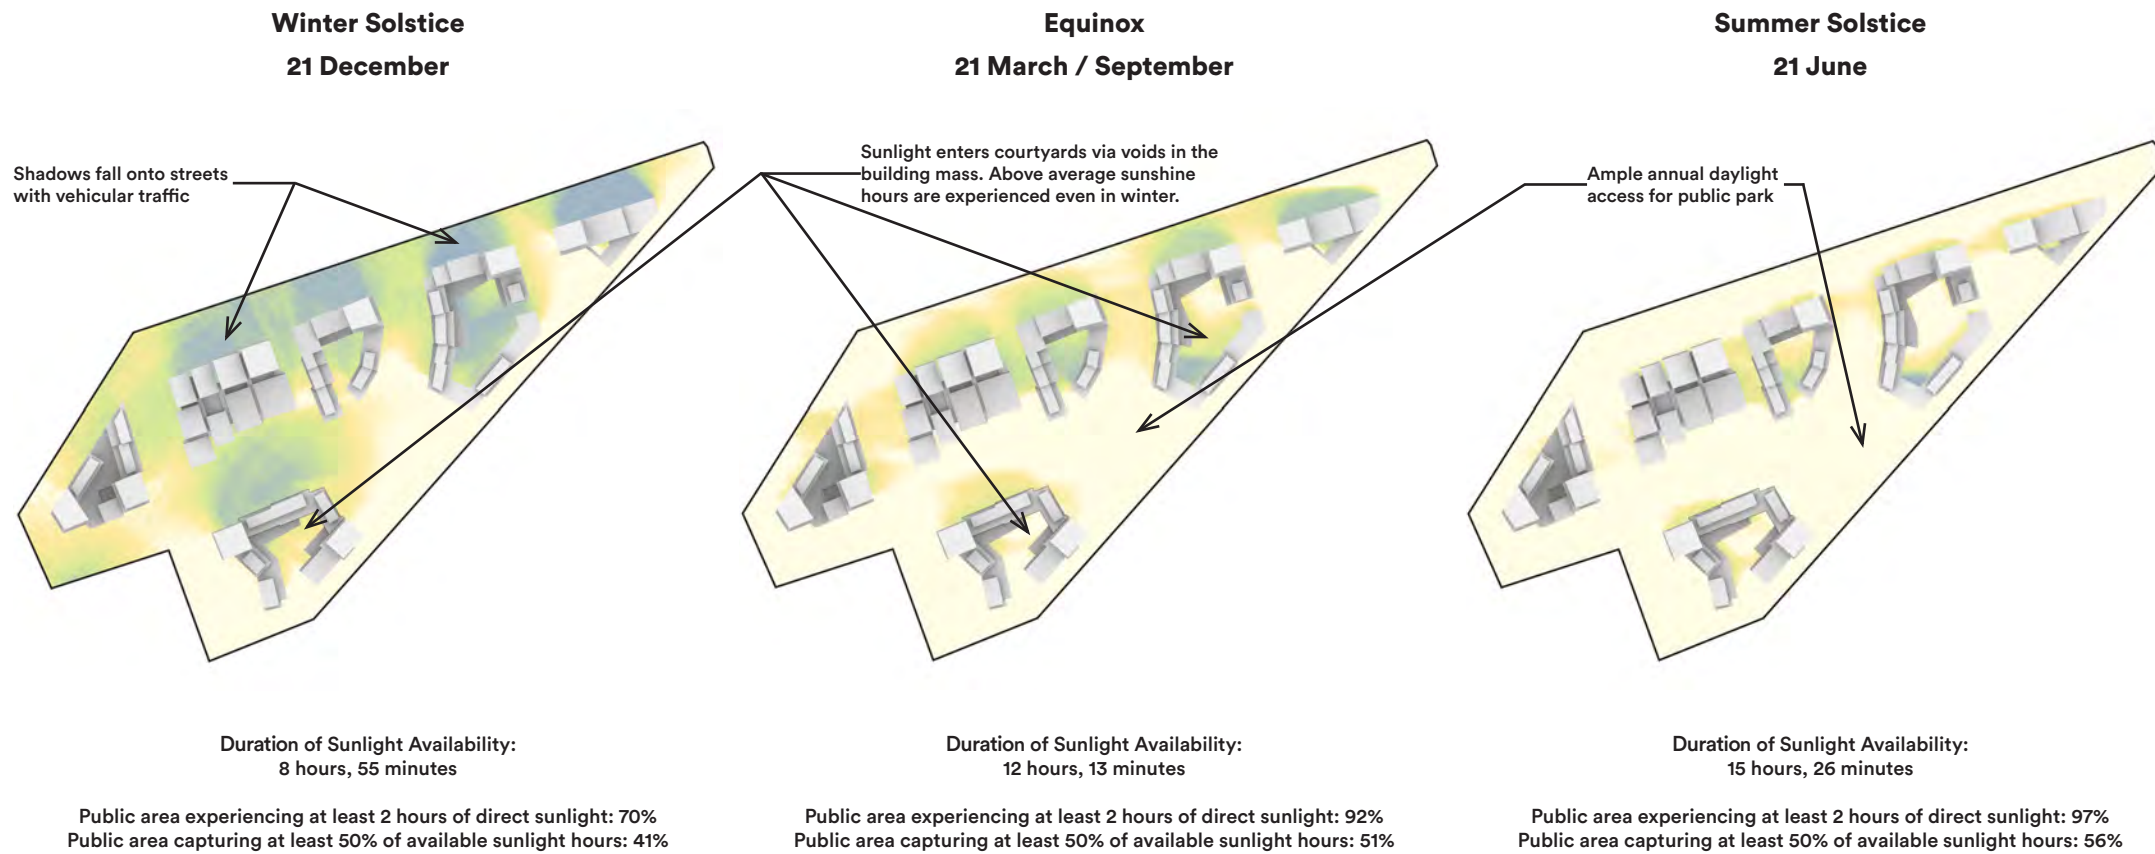 Winter Solstice
21 December
Equinox
21 March / September
Summer Solstice
21 June
Shadows fall onto streets
with vehicular traffic
Sunlight enters courtyards via voids in the
building mass. Above average sunshine
hours are experienced even in winter.
Ample annual daylight
access for public park
Duration of Sunlight Availability:
8 hours, 55 minutes
Public area experiencing at least 2 hours of direct sunlight: 70%
Public area capturing at least 50% of available sunlight hours: 41%
Duration of Sunlight Availability:
12 hours, 13 minutes
Public area experiencing at least 2 hours of direct sunlight: 92%
Public area capturing at least 50% of available sunlight hours: 51%
Duration of Sunlight Availability:
15 hours, 26 minutes
Public area experiencing at least 2 hours of direct sunlight: 97%
Public area capturing at least 50% of available sunlight hours: 56%